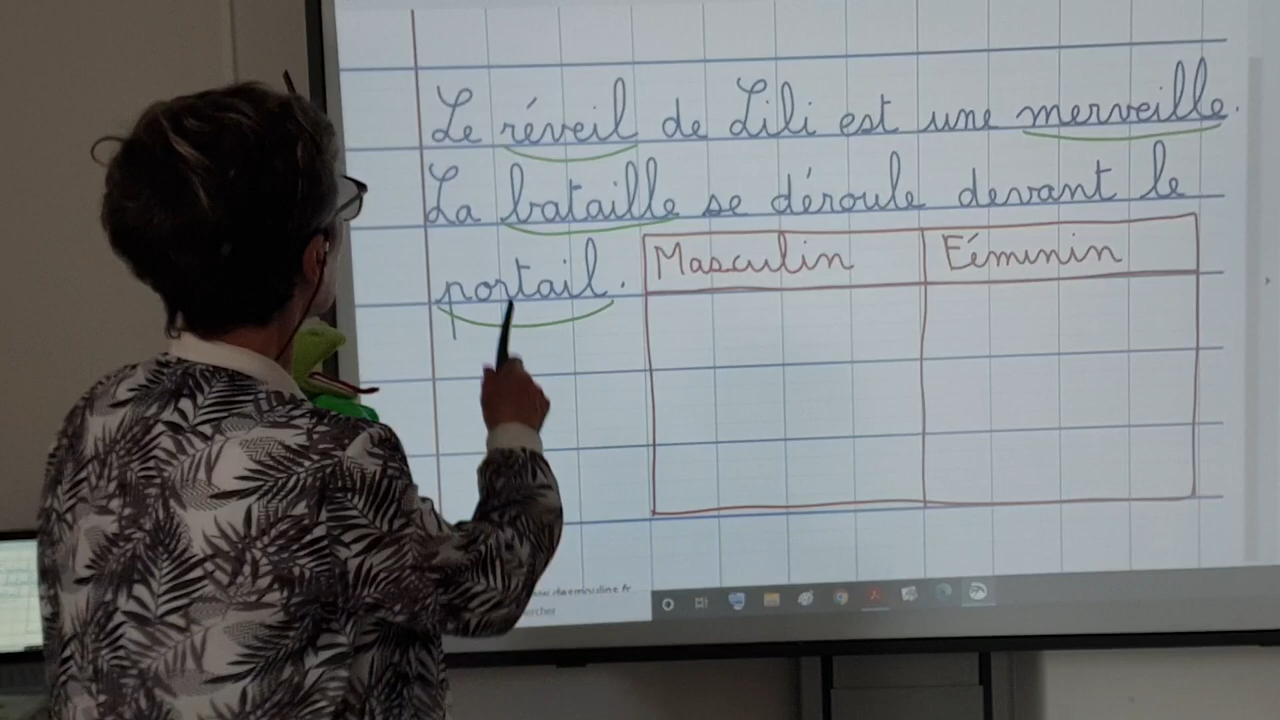 Le réveil de Lili est une merveille.
La bataille se déroule devant le
portail.
Masculin Féminin